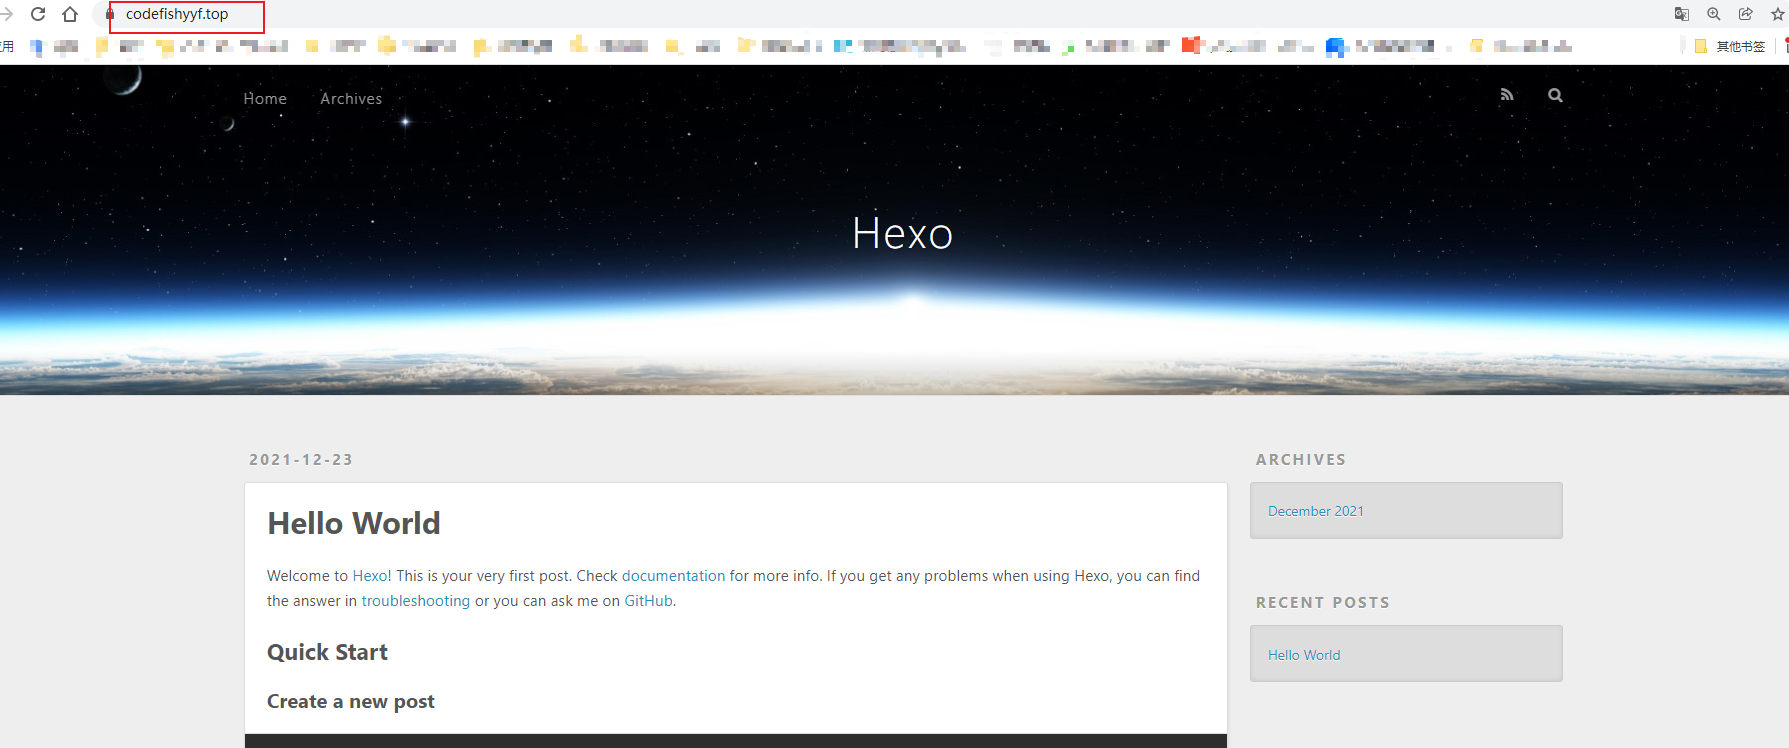 codefishyyf.top
用
其他书签
Home Archives
Hexo
2021-12-23
Hello World
Welcome to Hexo! This is your very first post. Check documentation for more info. If you get any problems when using Hexo, you can find
the answer in troubleshooting or you can ask me on GitHub.
Quick Start
Create a new post
ARCHIVES
December 2021
RECENT POSTS
Hello World